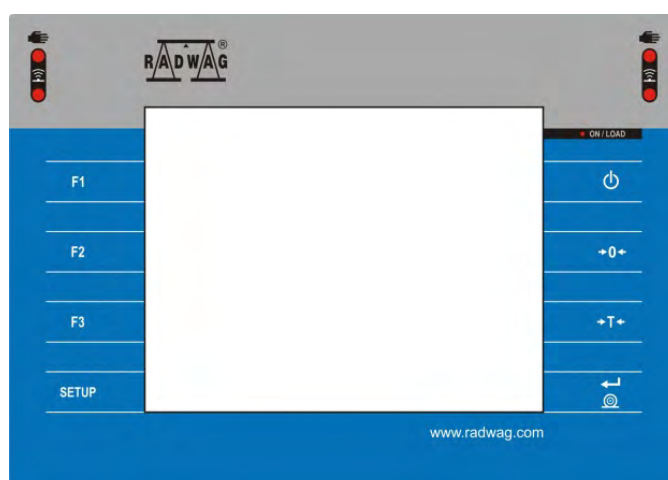 RADWAG®
ON / LOAD
F1
F2
→0←
F3
→T←
SETUP
www.radwag.com